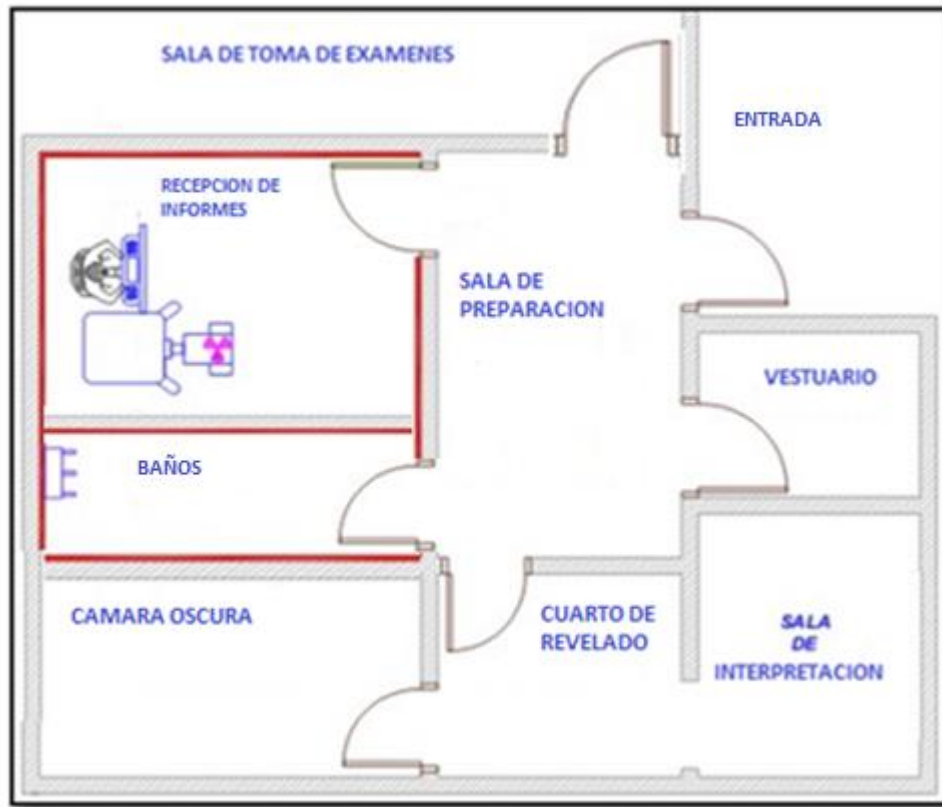 SALA DE TOMA DE EXAMENES
ENTRADA
RECEPCION DE
INFORMES
SALA DE
PREPARACION
VESTUARIO
BAÑOS
CAMARA OSCURA
CUARTO DE
REVELADO
SALA
DE
INTERPRETACION